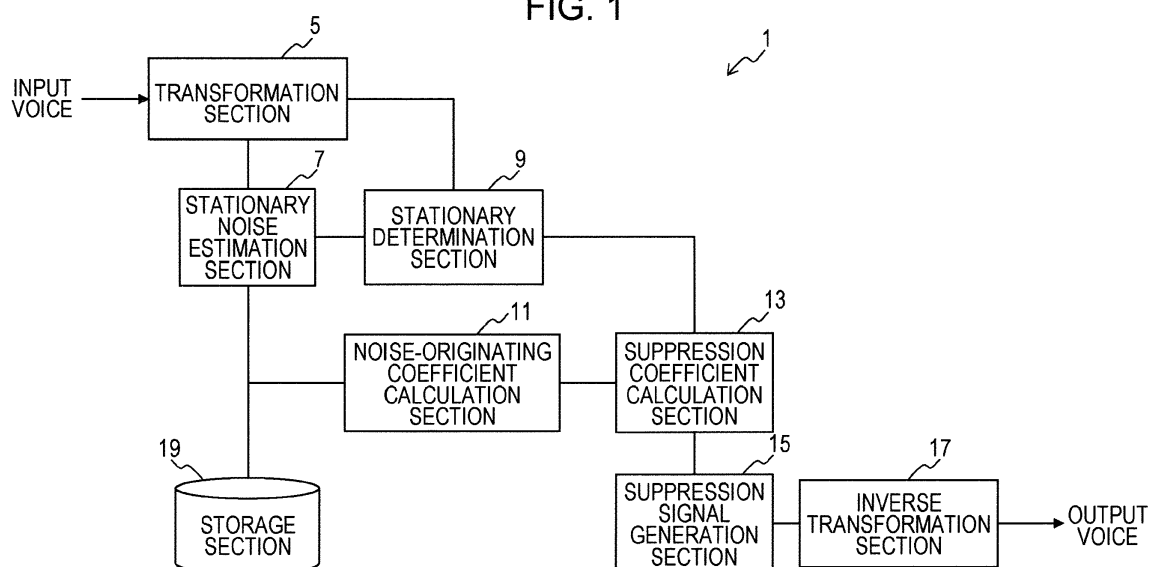 FIG. 1
5
1
INPUT
VOICE
TRANSFORMATION
SECTION
7
9
STATIONARY
NOISE
ESTIMATION
SECTION
STATIONARY
DETERMINATION
SECTION
11
13
NOISE-ORIGINATING
COEFFICIENT
CALCULATION
SECTION
SUPPRESSION
COEFFICIENT
CALCULATION
SECTION
19
15
17
STORAGE
SECTION
SUPPRESSION
SIGNAL
GENERATION
SECTION
INVERSE
TRANSFORMATION
SECTION
OUTPUT
VOICE